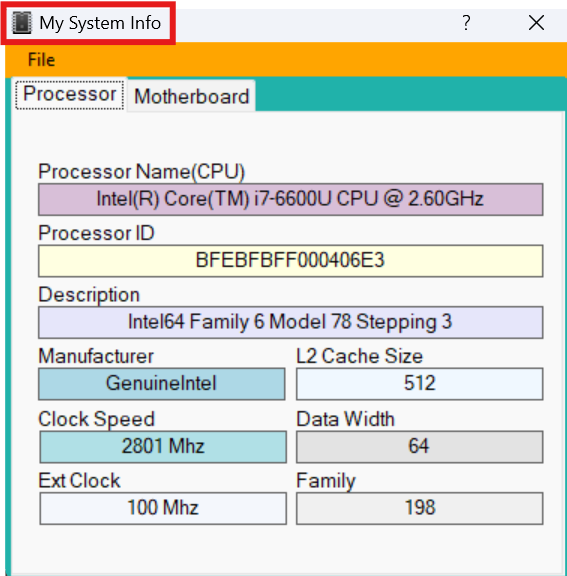 My System Info ?
File
Processor Motherboard
Processor Name(CPU)
Intel(R) Core(TM) i7-6600U CPU @ 2.60GHz
Processor ID
BFEBFBFF000406E3
Description
Intel64 Family 6 Model 78 Stepping 3
Manufacturer L2 Cache Size
GenuineIntel 512
Clock Speed Data Width
2801 Mhz 64
Ext Clock Family
100 Mhz 198